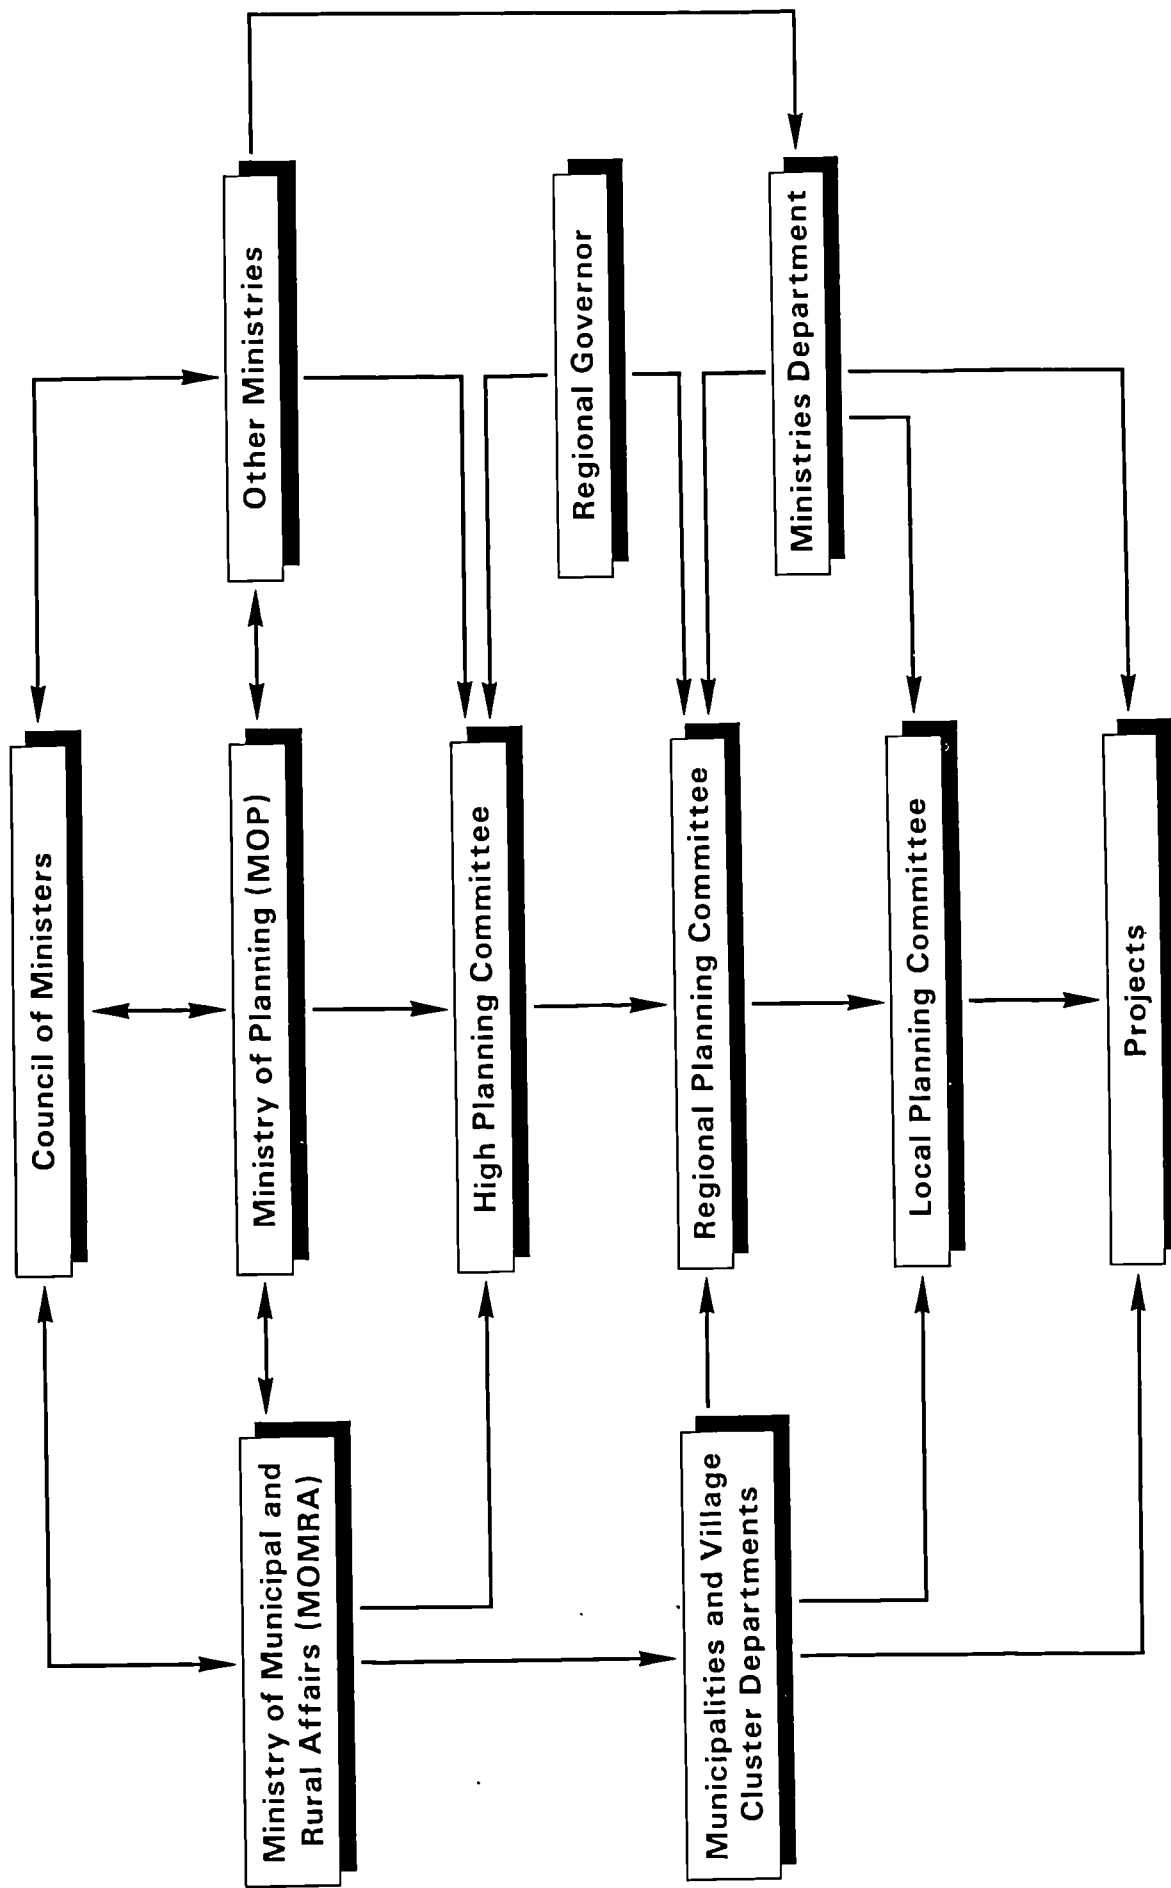 Council of Ministers
Ministry of Municipal and
Rural Affairs (MOMRA)
Ministry of Planning (MOP)
Other Ministries
High Planning Committee
Regional Governor
Municipalities and Village
Cluster Departments
Regional Planning Committee
Ministries Department
Local Planning Committee
Projects